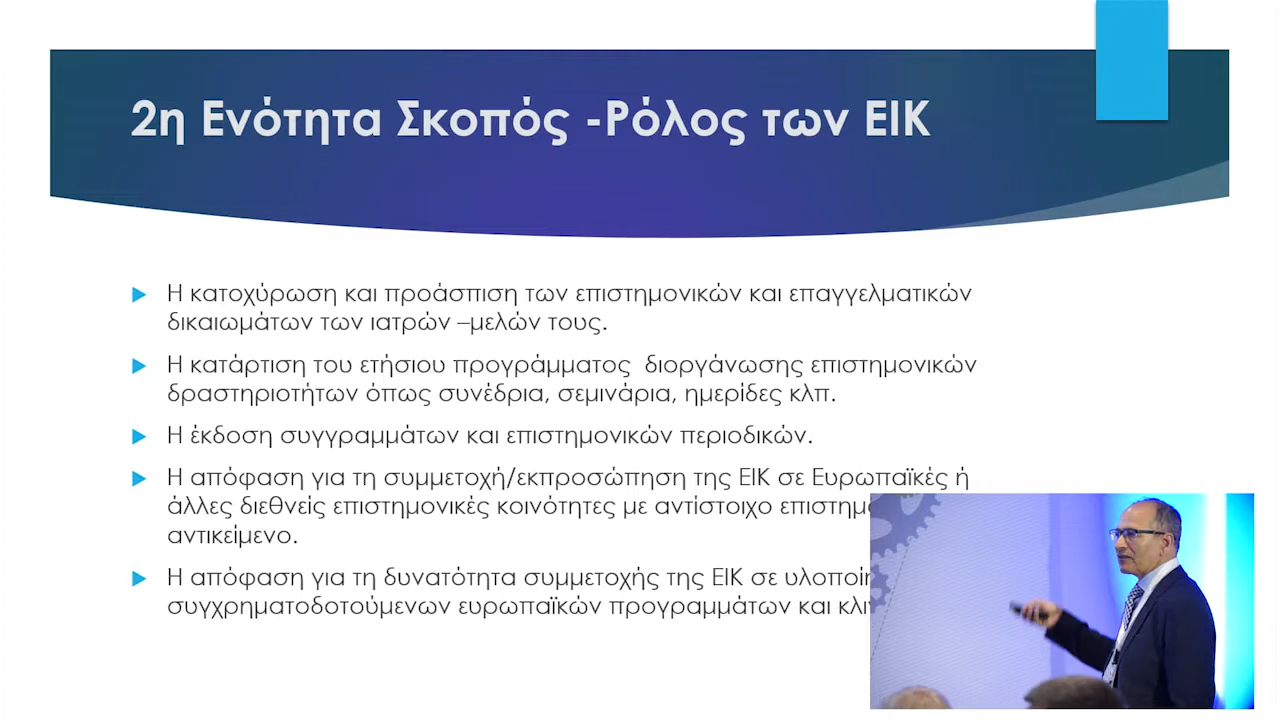 2η Ενότητα Σκοπός -Ρόλος των ΕΙΚ
Η κατοχύρωση και προάσπιση των επιστημονικών και επαγγελματικών
δικαιωμάτων των ιατρών –μελών τους.
Η κατάρτιση του ετήσιου προγράμματος διοργάνωσης επιστημονικών
δραστηριοτήτων όπως συνέδρια, σεμινάρια, ημερίδες κλπ.
Η έκδοση συγγραμμάτων και επιστημονικών περιοδικών.
Η απόφαση για τη συμμετοχή/εκπροσώπηση της ΕΙΚ σε Ευρωπαϊκές ή
άλλες διεθνείς επιστημονικές κοινότητες με αντίστοιχο
αντικείμενο.
Η απόφαση για τη δυνατότητα συμμετοχής της ΕΙΚ σε
συγχρηματοδοτούμενων ευρωπαϊκών προγραμμάτων και